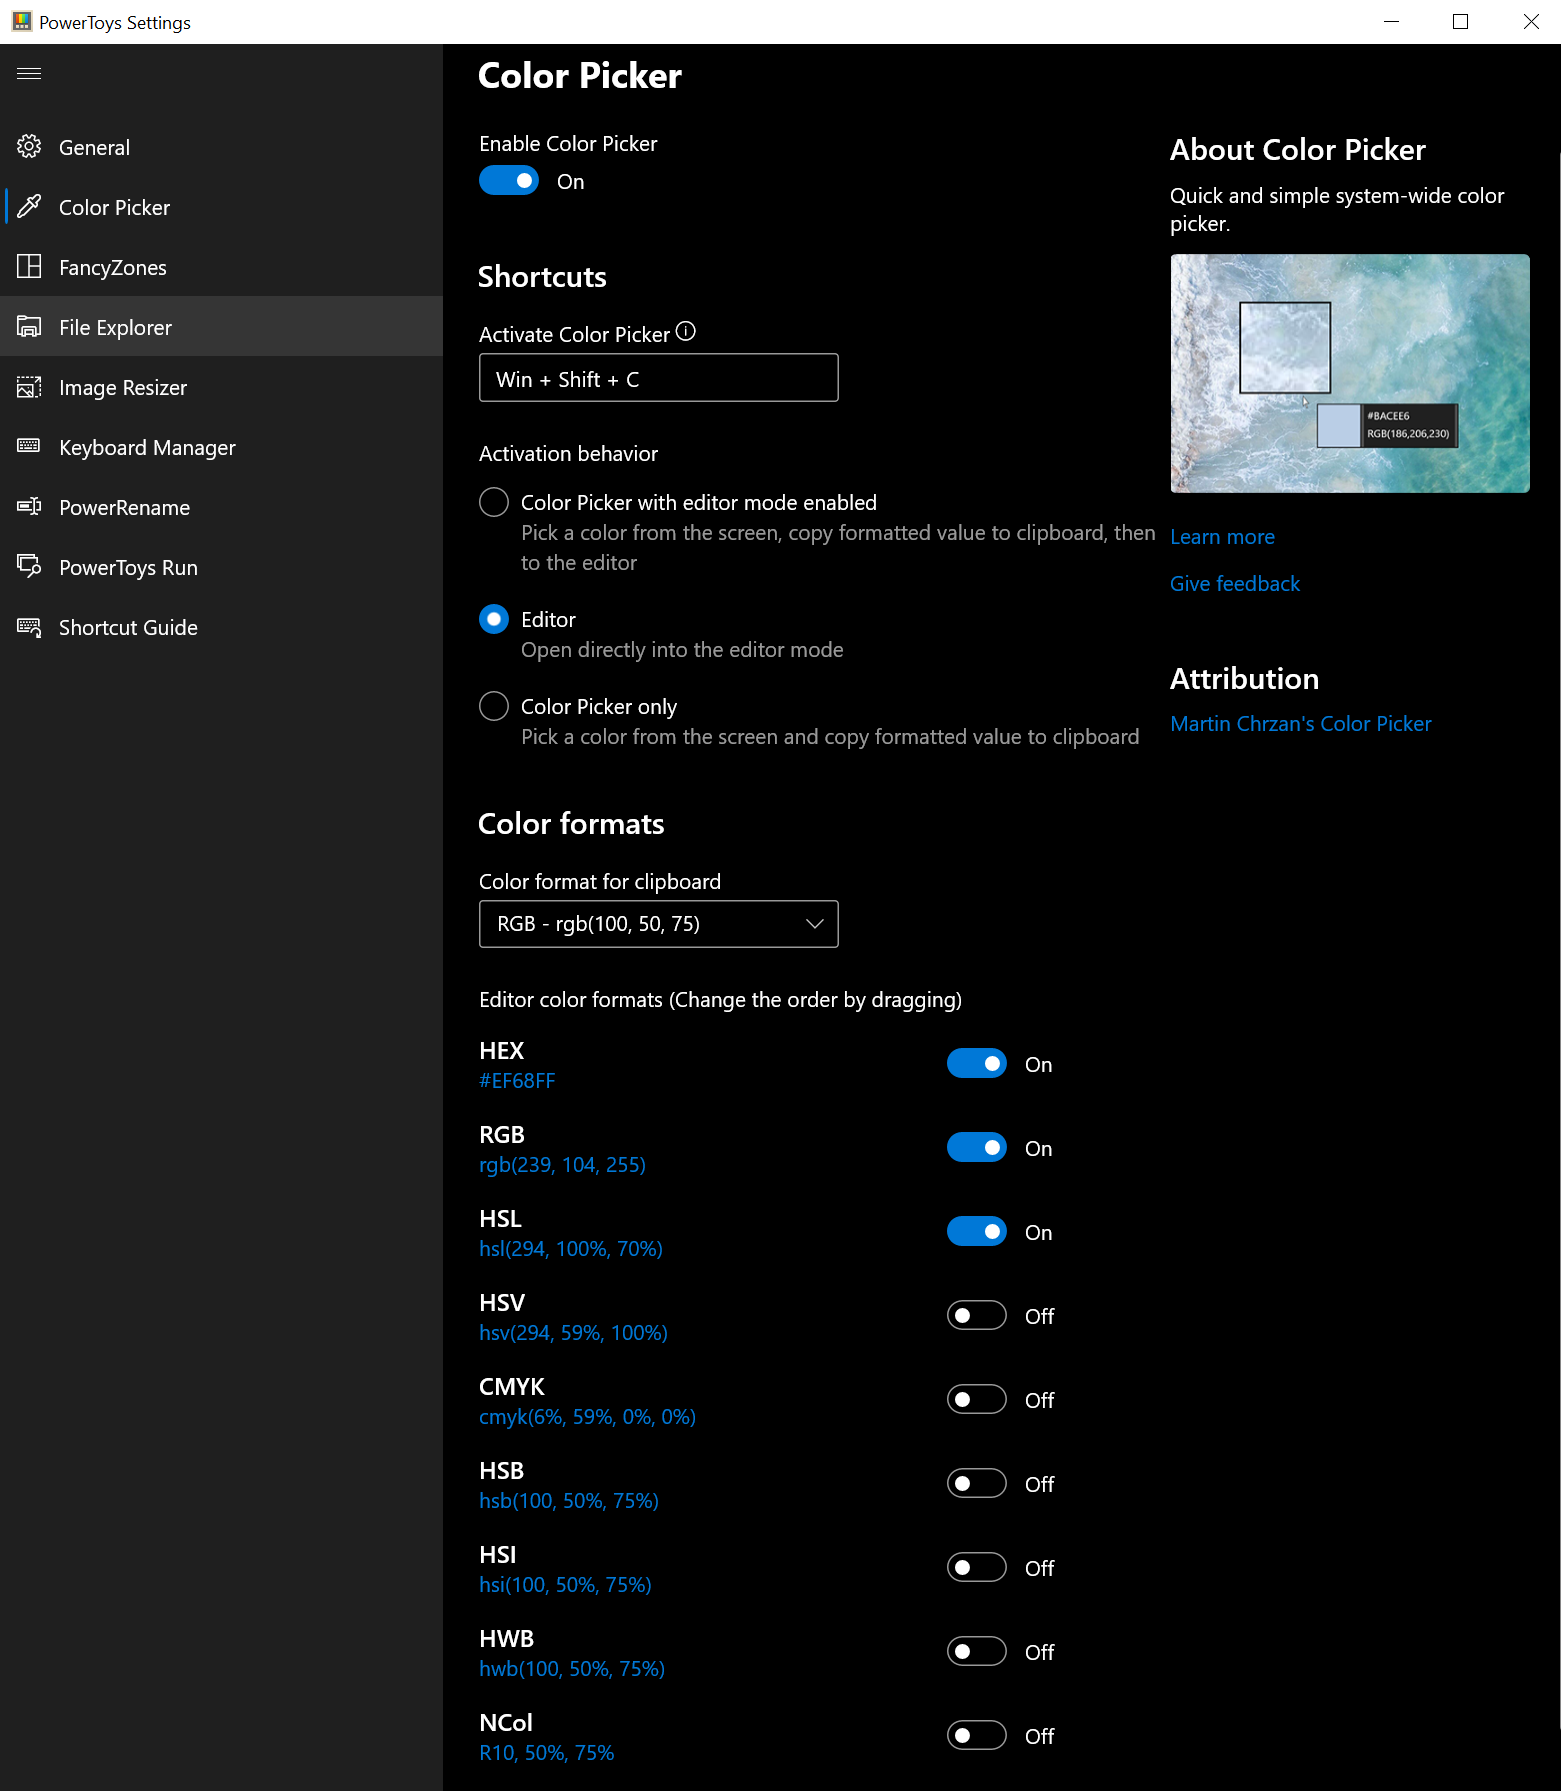 PowerToys Settings
General
Color Picker
FancyZones
File Explorer
Image Resizer
Keyboard Manager
PowerRename
PowerToys Run
Shortcut Guide
Color Picker
Enable Color Picker
On
Shortcuts
Activate Color Picker
Win + Shift + C
Activation behavior
Color Picker with editor mode enabled
Pick a color from the screen, copy formatted value to clipboard, then
to the editor
Editor
Open directly into the editor mode
Color Picker only
Pick a color from the screen and copy formatted value to clipboard
Color formats
Color format for clipboard
RGB - rgb(100, 50, 75)
Editor color formats (Change the order by dragging)
HEX
#EF68FF
On
RGB
rgb(239, 104, 255)
On
HSL
hsl(294, 100%, 70%)
On
HSV
hsv(294, 59%, 100%)
Off
CMYK
cmyk(6%, 59%, 0%, 0%)
Off
HSB
hsb(100, 50%, 75%)
Off
HSI
hsi(100, 50%, 75%)
Off
HWB
hwb(100, 50%, 75%)
Off
NCol
R10, 50%, 75%
Off
About Color Picker
Quick and simple system-wide color
picker.
#BACEE6
RGB(186,206,230)
Learn more
Give feedback
Attribution
Martin Chrzan's Color Picker